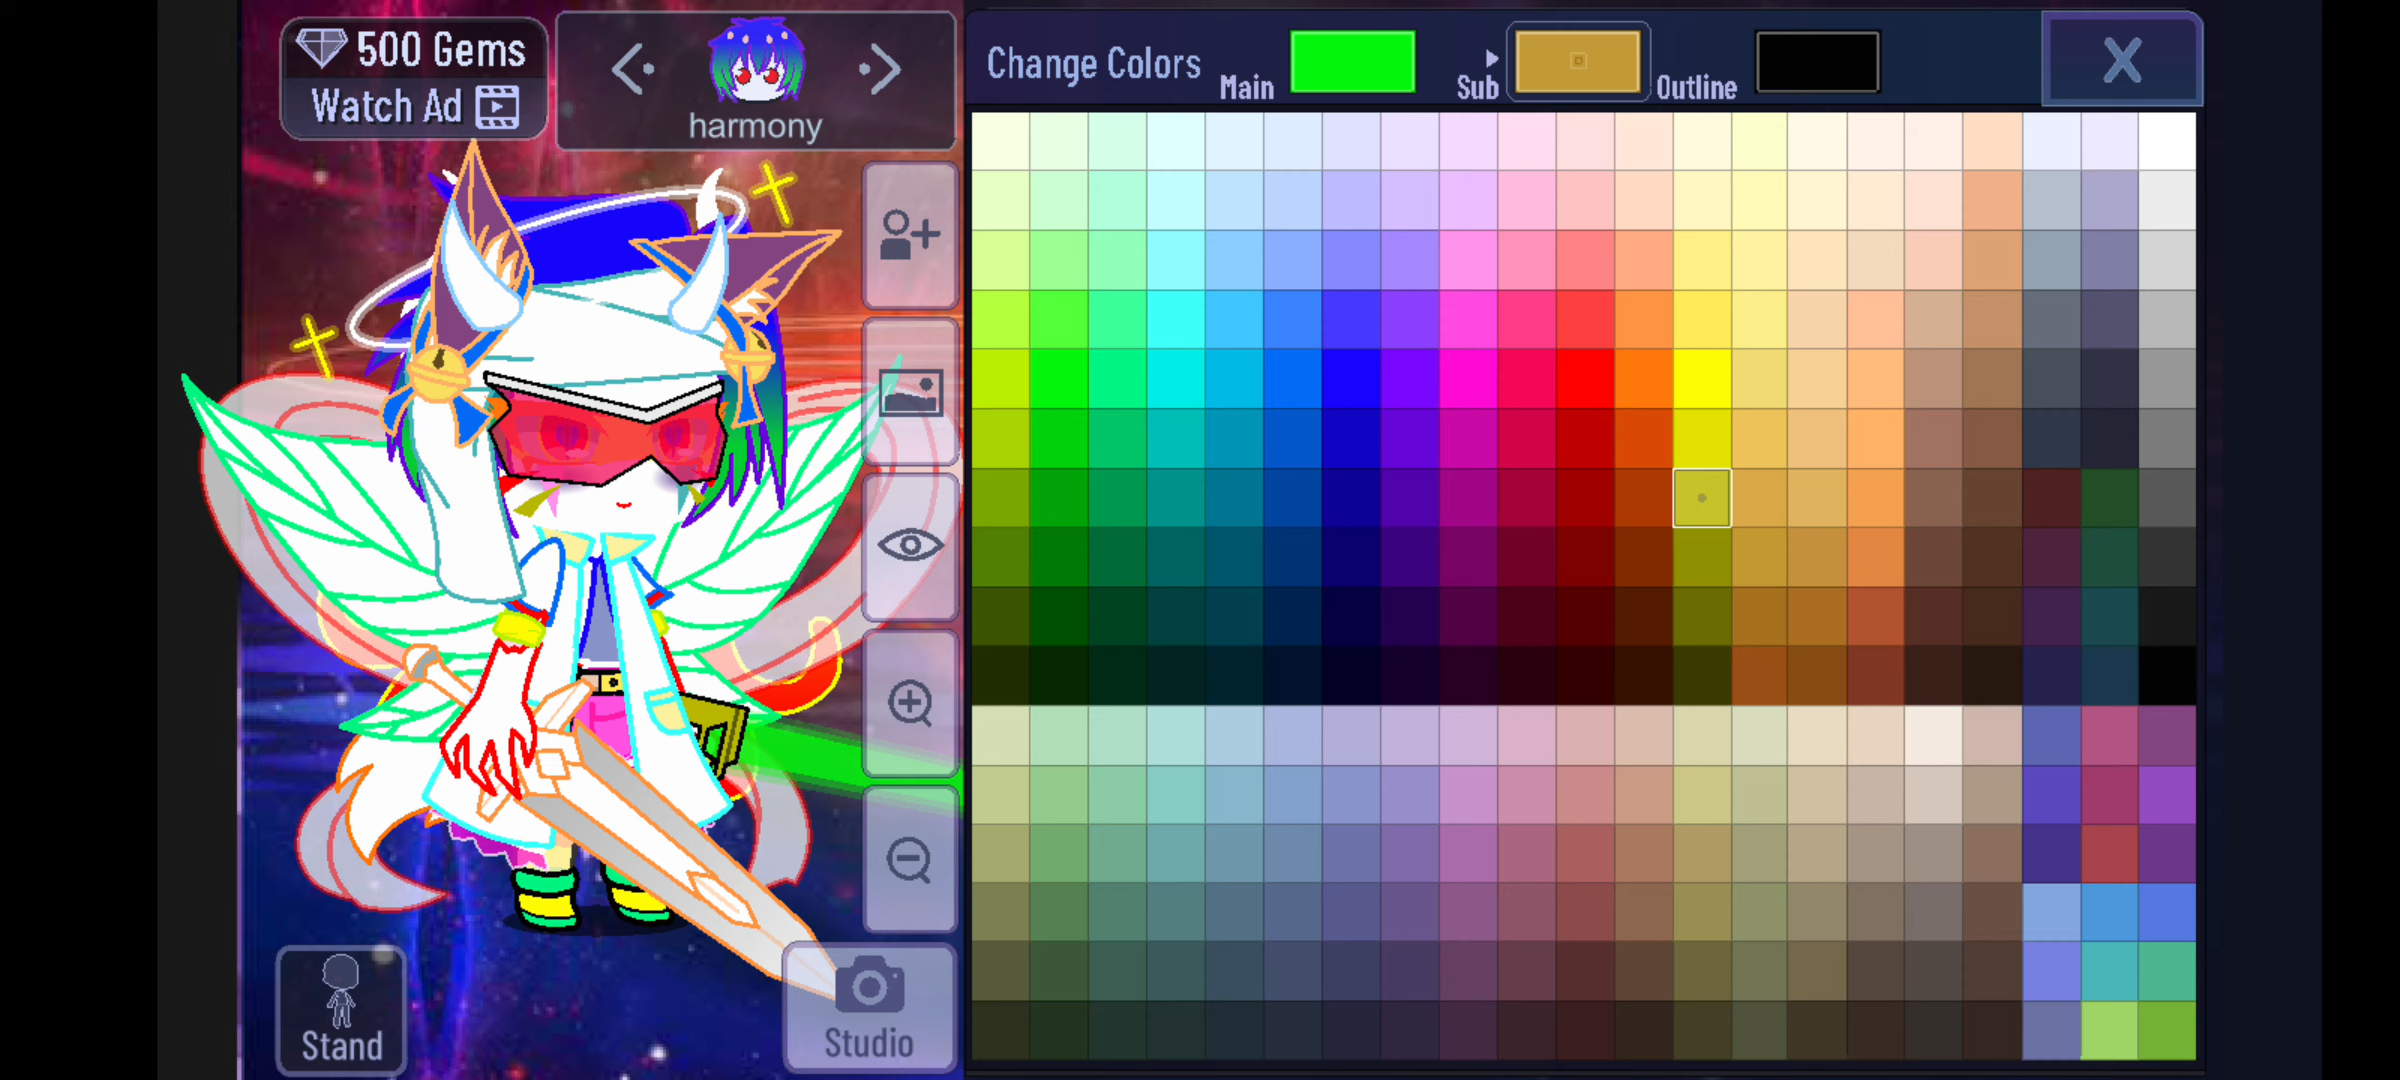 500 Gems
Watch Ad
harmony
Change Colors
Main
Sub
Outline
X
Stand
Studio